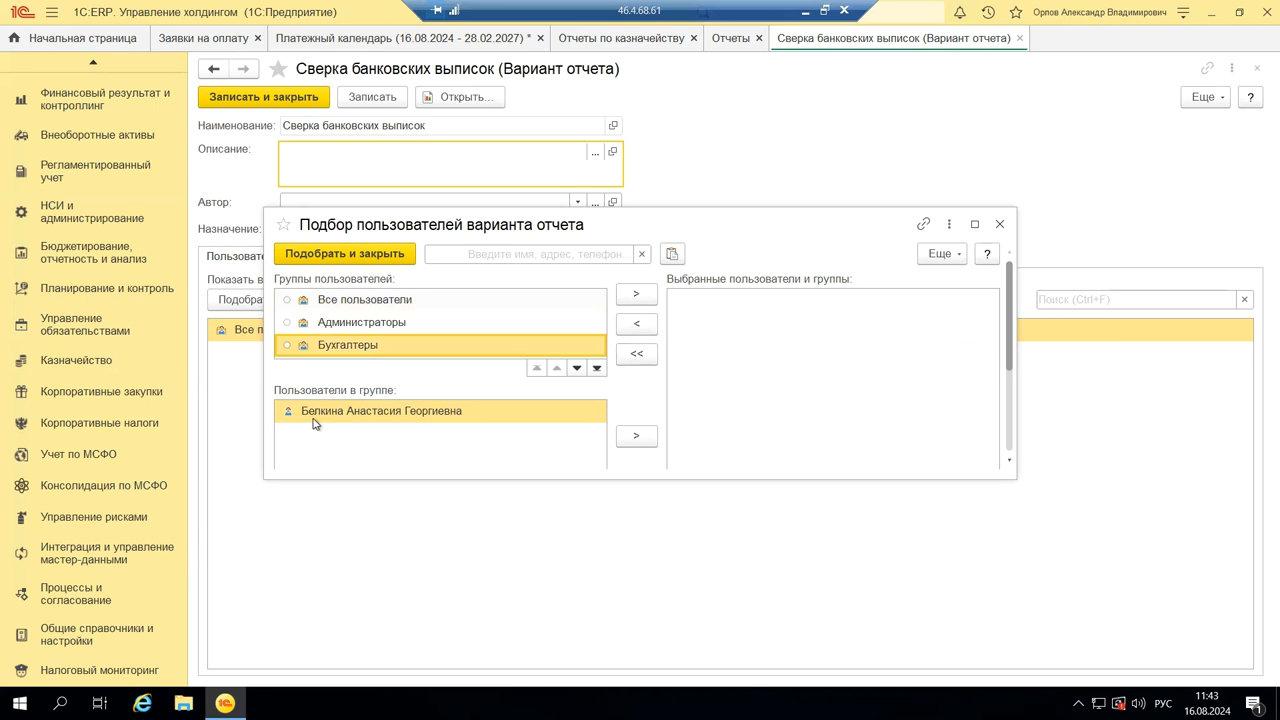 1С:ERP. Управление холдингом (1С:Предприятие)
46.4.68.61
Орлов Александр Владимирович
Начальная страница
Заявки на оплату
Платежный календарь (16.08.2024 - 28.02.2027) *
Отчеты по казначейству
Отчеты
Сверка банковских выписок (Вариант отчета)
Финансовый результат и
контроллинг
Внеоборотные активы
Регламентированный
учет
НСИ и
администрирование
Бюджетирование,
отчетность и анализ
Планирование и контроль
Управление
обязательствами
Казначейство
Корпоративные закупки
Корпоративные налоги
Учет по МСФО
Консолидация по МСФО
Управление рисками
Интеграция и управление
мастер-данными
Процессы и
согласование
Общие справочники и
настройки
Налоговый мониторинг
Сверка банковских выписок (Вариант отчета)
Записать и закрыть
Записать
Открыть...
Еще
?
Наименование:
Сверка банковских выписок
Описание:
...
Автор:
...
Назначение:
Пользовате
Показать в
Подобра
Поиск (Ctrl+F)
Все п
Подбор пользователей варианта отчета
Подобрать и закрыть
Введите имя, адрес, телефон...
Еще
?
Группы пользователей:
Выбранные пользователи и группы:
Все пользователи
Администраторы
Бухгалтеры
>
<
<<
Пользователи в группе:
Белкина Анастасия Георгиевна
>
РУС
11:43
16.08.2024
1